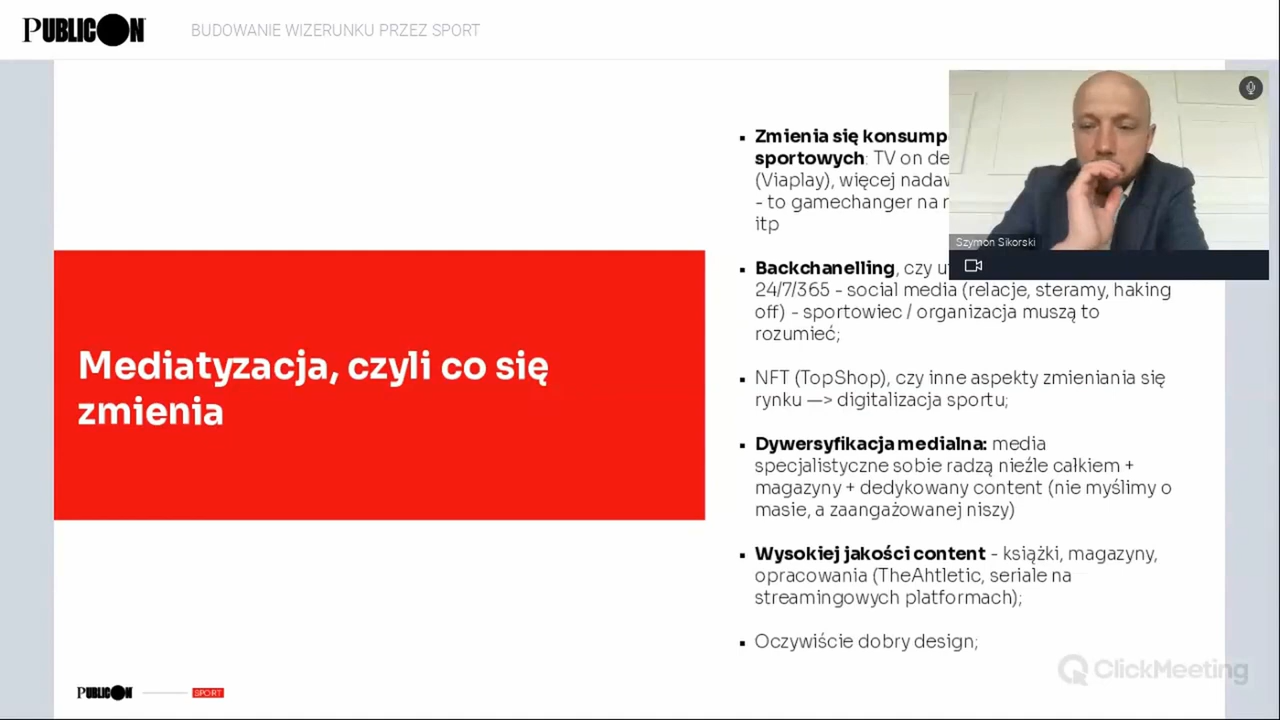 PUBLICON
BUDOWANIE WIZERUNKU PRZEZ SPORT
Mediatyzacja, czyli co się
zmienia
▪ Zmienia się
sportowych: TV on
(Viaplay), więcej
- to gamechanger na
itp
▪ Backchanelling, czy
24/7/365 - social media (relacje, steramy, haking
off) - sportowiec / organizacja muszą to
rozumieć;
▪ NFT (TopShop), czy inne aspekty zmieniania się
rynku —> digitalizacja sportu;
▪ Dywersyfikacja medialna: media
specjalistyczne sobie radzą nieźle całkiem +
magazyny + dedykowany content (nie myślimy o
masie, a zaangażowanej niszy)
▪ Wysokiej jakości content - książki, magazyny,
opracowania (TheAhtletic, seriale na
streamingowych platformach);
▪ Oczywiście dobry design;
Szymon Sikorski
PUBLICON
SPORT
ClickMeeting